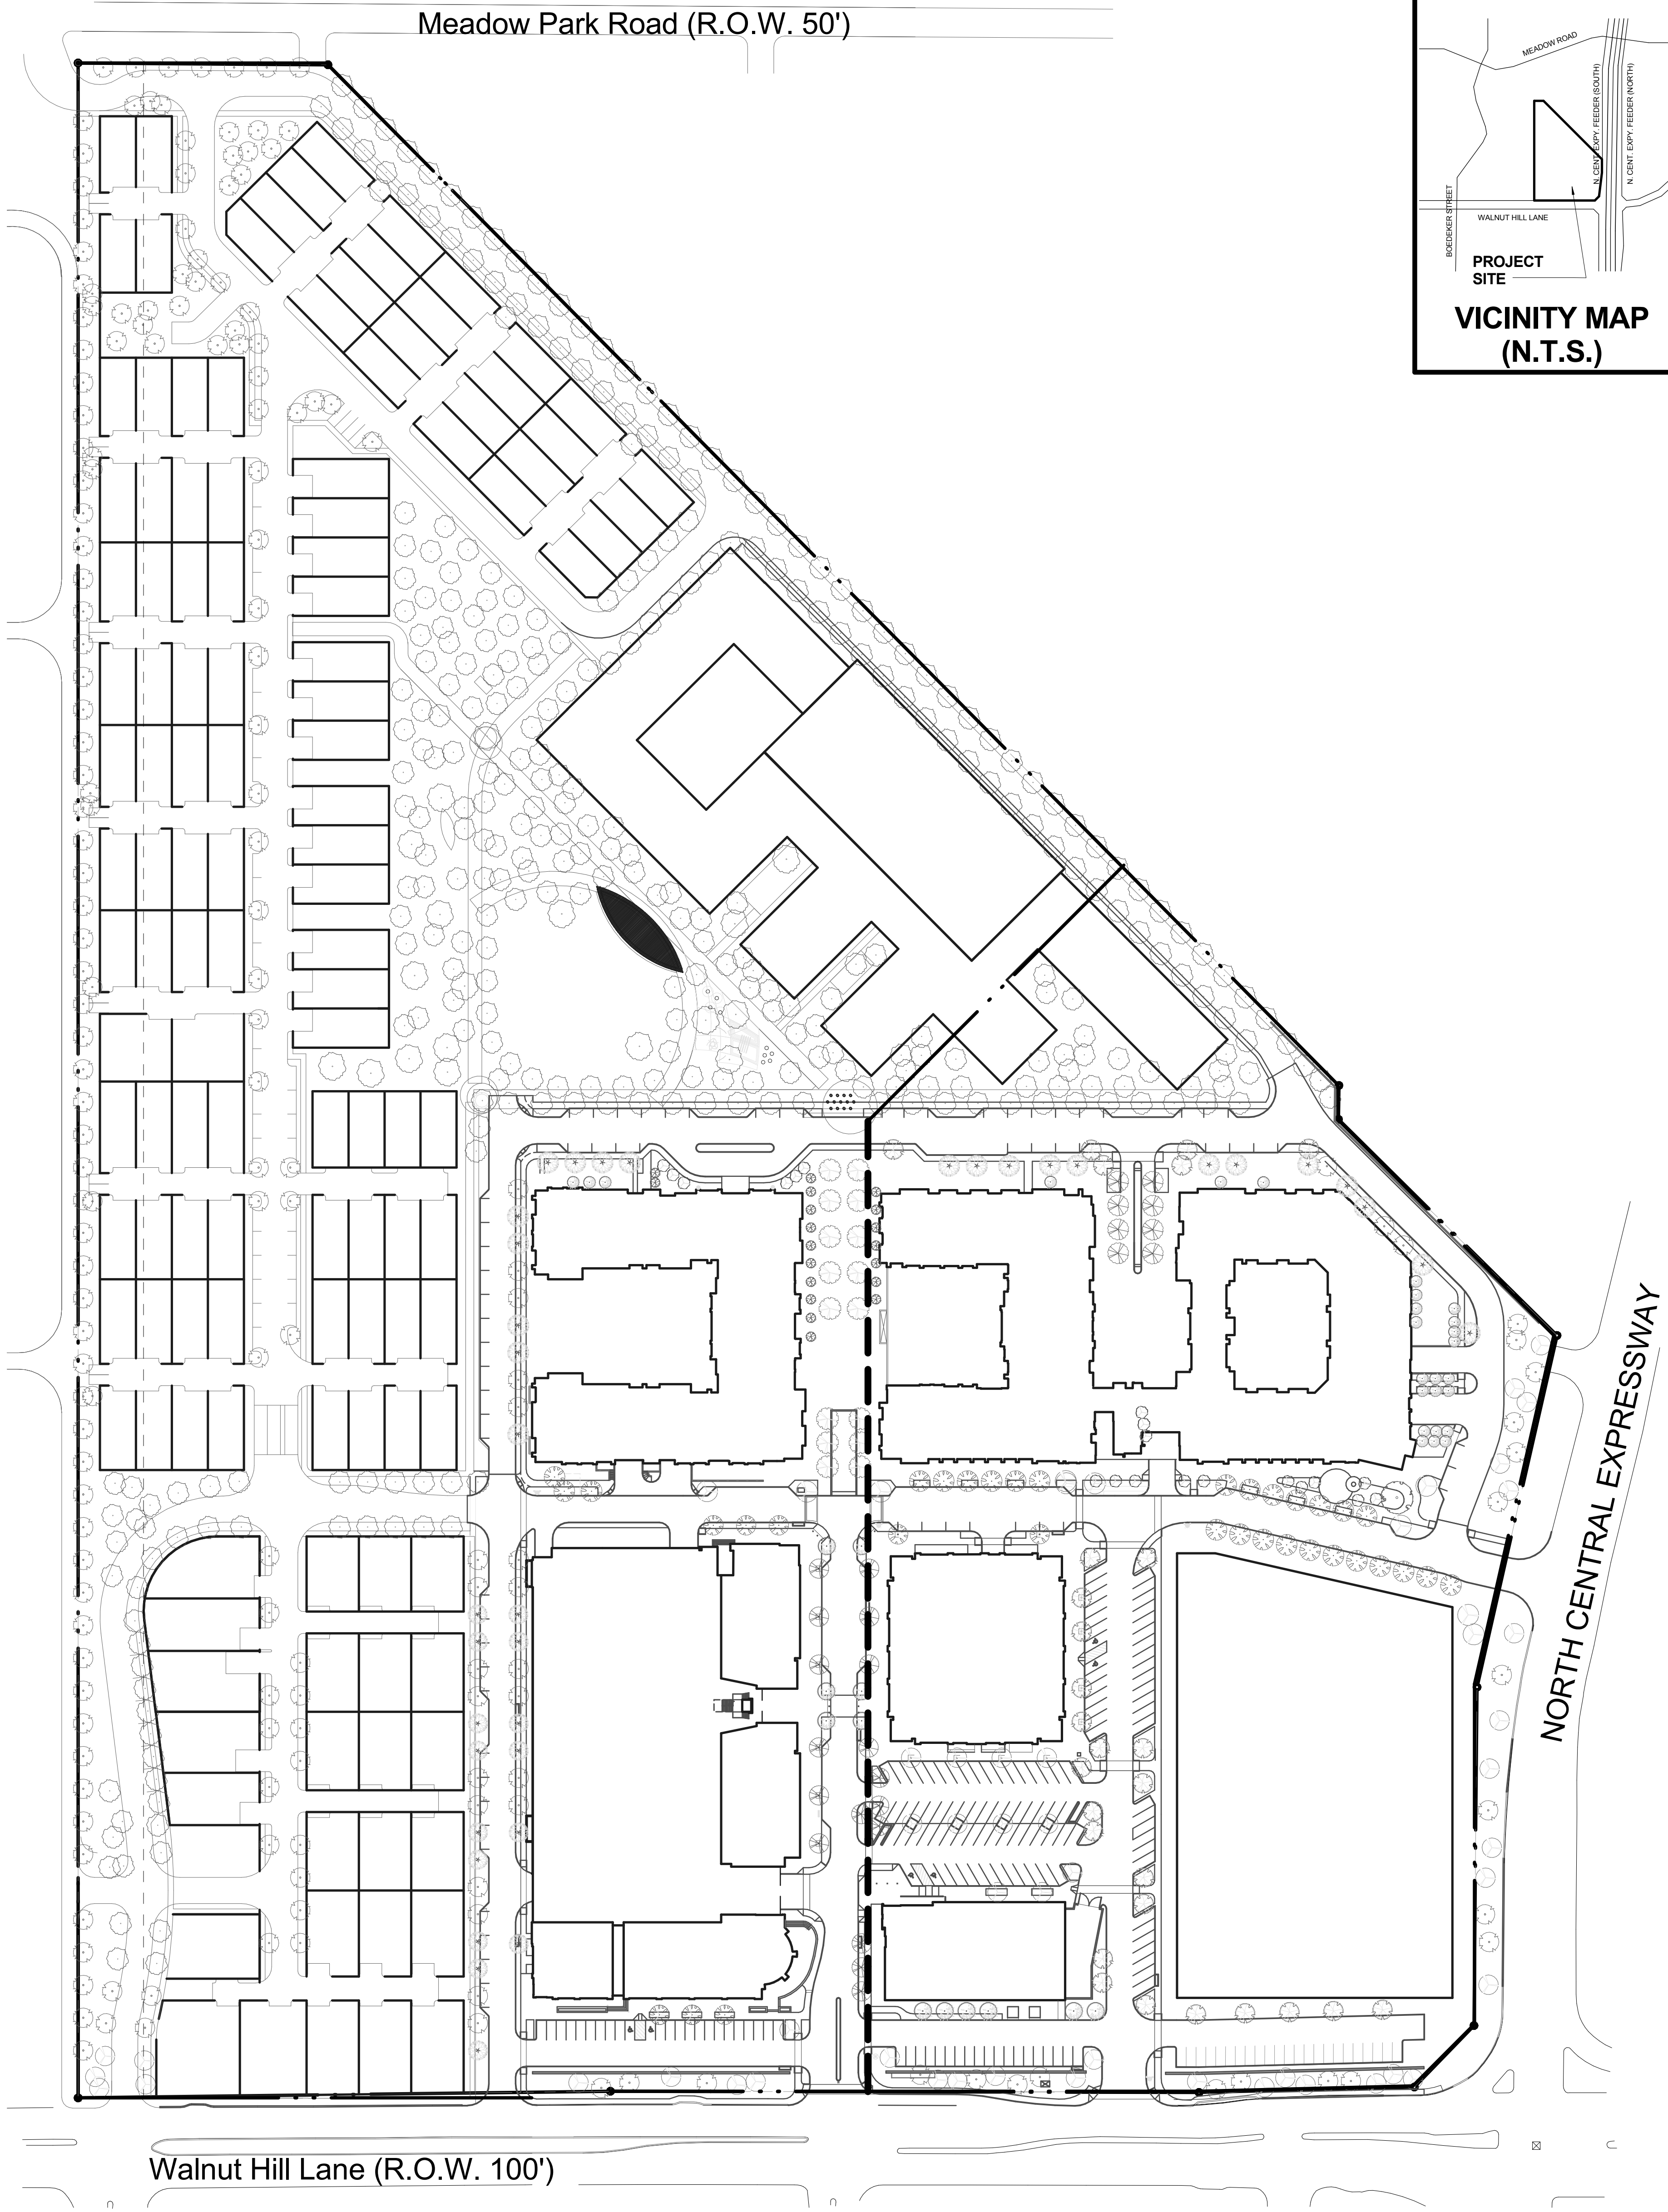 Meadow Park Road (R.O.W. 50')
MEADOW ROAD
N. CENT. EXPY. FEEDER (SOUTH)
N. CENT. EXPY. FEEDER (NORTH)
BOEDEKER STREET
WALNUT HILL LANE
PROJECT
SITE
VICINITY MAP
(N.T.S.)
NORTH CENTRAL EXPRESSWAY
Walnut Hill Lane (R.O.W. 100')